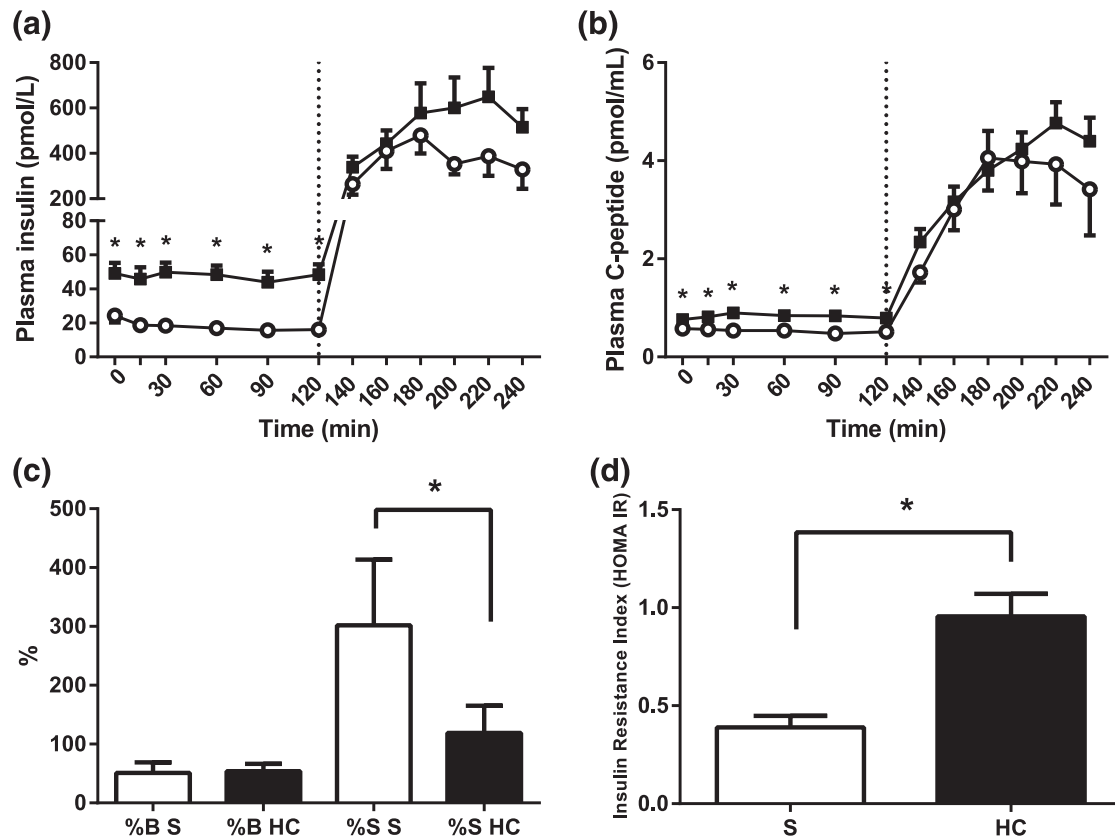 (a)
Plasma insulin (pmol/L)
800
600
400
200
80
60
40
20
0
* * * * * *
0 30 60 90 120 140 160 180 200 220 240
Time (min)
(b)
Plasma C-peptide (pmol/mL)
6
4
2
0
* * * * * *
0 30 60 90 120 140 160 180 200 220 240
Time (min)
(c)
%
500
400
300
200
100
0
*
%B S %B HC %S S %S HC
(d)
Insulin Resistance Index (HOMA IR)
1.5
1.0
0.5
0.0
*
S HC